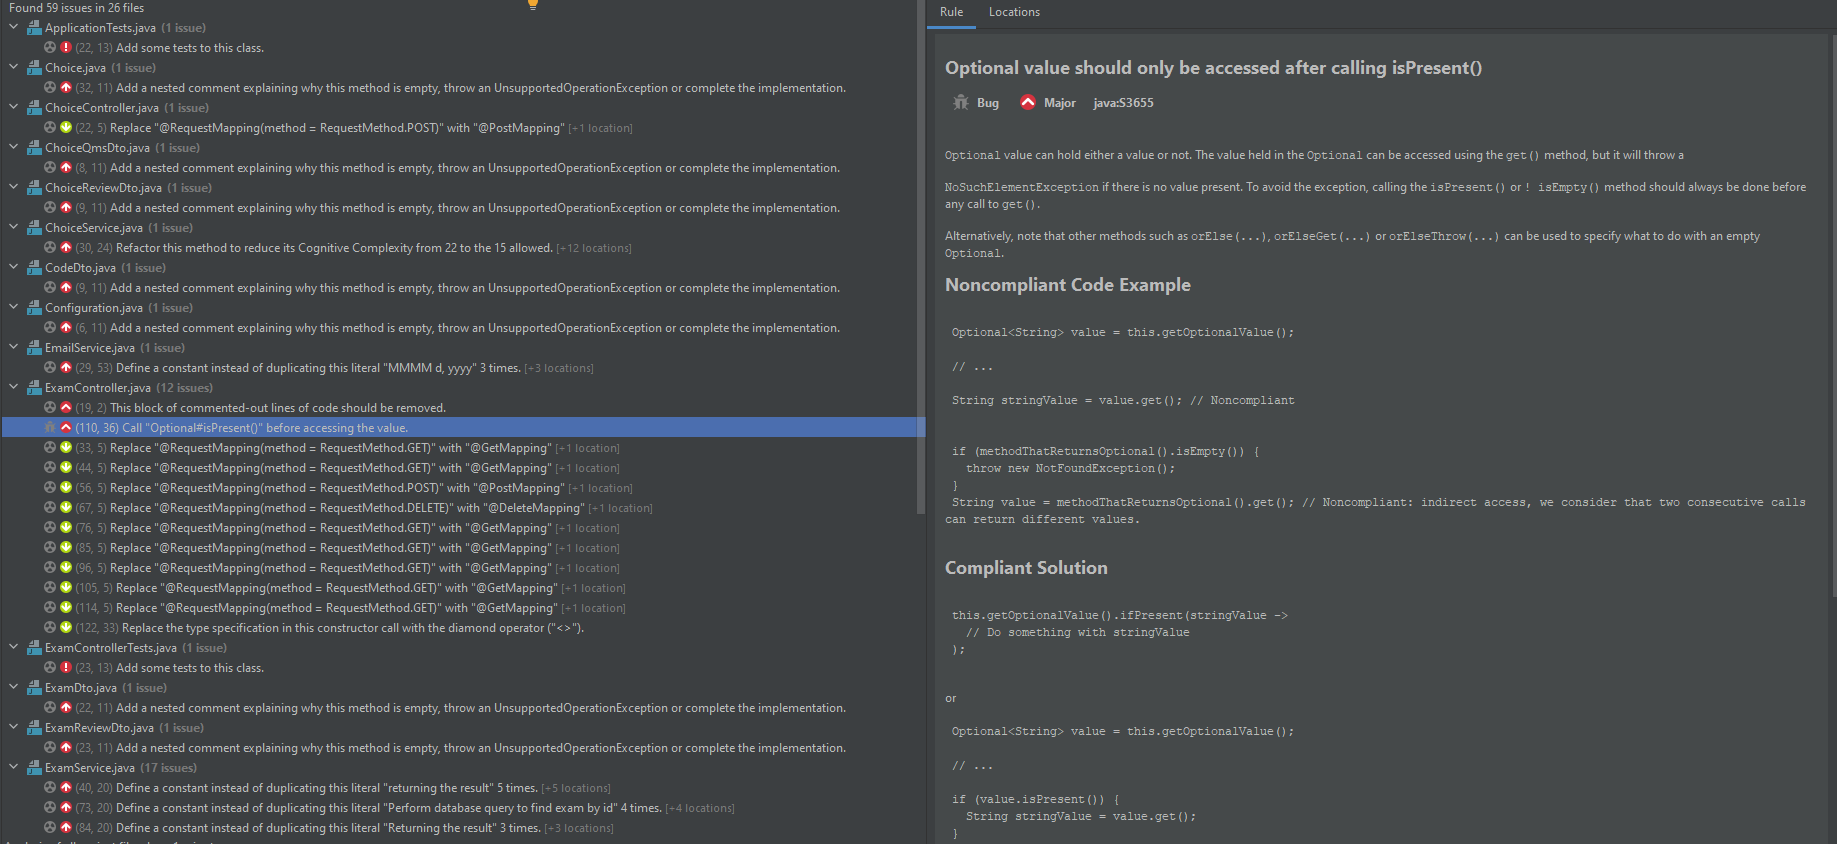 Found 59 issues in 26 files
ApplicationTests.java (1 issue)
(22, 13) Add some tests to this class.
Choice.java (1 issue)
(32, 11) Add a nested comment explaining why this method is empty, throw an UnsupportedOperationException or complete the implementation.
ChoiceController.java (1 issue)
(22, 5) Replace "@RequestMapping(method = RequestMethod.POST)" with "@PostMapping" [+1 location]
ChoiceQmsDto.java (1 issue)
(8, 11) Add a nested comment explaining why this method is empty, throw an UnsupportedOperationException or complete the implementation.
ChoiceReviewDto.java (1 issue)
(9, 11) Add a nested comment explaining why this method is empty, throw an UnsupportedOperationException or complete the implementation.
ChoiceService.java (1 issue)
(30, 24) Refactor this method to reduce its Cognitive Complexity from 22 to the 15 allowed. [+12 locations]
CodeDto.java (1 issue)
(9, 11) Add a nested comment explaining why this method is empty, throw an UnsupportedOperationException or complete the implementation.
Configuration.java (1 issue)
(6, 11) Add a nested comment explaining why this method is empty, throw an UnsupportedOperationException or complete the implementation.
EmailService.java (1 issue)
(29, 53) Define a constant instead of duplicating this literal "MMMM d, yyyy" 3 times. [+3 locations]
ExamController.java (12 issues)
(19, 2) This block of commented-out lines of code should be removed.
(110, 36) Call "Optional#isPresent()" before accessing the value.
(33, 5) Replace "@RequestMapping(method = RequestMethod.GET)" with "@GetMapping" [+1 location]
(44, 5) Replace "@RequestMapping(method = RequestMethod.GET)" with "@GetMapping" [+1 location]
(56, 5) Replace "@RequestMapping(method = RequestMethod.POST)" with "@PostMapping" [+1 location]
(67, 5) Replace "@RequestMapping(method = RequestMethod.DELETE)" with "@DeleteMapping" [+1 location]
(76, 5) Replace "@RequestMapping(method = RequestMethod.GET)" with "@GetMapping" [+1 location]
(85, 5) Replace "@RequestMapping(method = RequestMethod.GET)" with "@GetMapping" [+1 location]
(96, 5) Replace "@RequestMapping(method = RequestMethod.GET)" with "@GetMapping" [+1 location]
(105, 5) Replace "@RequestMapping(method = RequestMethod.GET)" with "@GetMapping" [+1 location]
(114, 5) Replace "@RequestMapping(method = RequestMethod.GET)" with "@GetMapping" [+1 location]
(122, 33) Replace the type specification in this constructor call with the diamond operator ("<>").
ExamControllerTests.java (1 issue)
(23, 13) Add some tests to this class.
ExamDto.java (1 issue)
(22, 11) Add a nested comment explaining why this method is empty, throw an UnsupportedOperationException or complete the implementation.
ExamReviewDto.java (1 issue)
(23, 11) Add a nested comment explaining why this method is empty, throw an UnsupportedOperationException or complete the implementation.
ExamService.java (17 issues)
(40, 20) Define a constant instead of duplicating this literal "returning the result" 5 times. [+5 locations]
(73, 20) Define a constant instead of duplicating this literal "Perform database query to find exam by id" 4 times. [+4 locations]
(84, 20) Define a constant instead of duplicating this literal "Returning the result" 3 times. [+3 locations]
Rule Locations
Optional value should only be accessed after calling isPresent()
Bug Major java:S3655
Optional value can hold either a value or not. The value held in the Optional can be accessed using the get() method, but it will throw a
NoSuchElementException if there is no value present. To avoid the exception, calling the isPresent() or ! isEmpty() method should always be done before
any call to get().
Alternatively, note that other methods such as orElse(...), orElseGet(...) or orElseThrow(...) can be used to specify what to do with an empty
Optional.
Noncompliant Code Example
Optional<String> value = this.getOptionalValue();
// ...
String stringValue = value.get(); // Noncompliant
if (methodThatReturnsOptional().isEmpty()) {
throw new NotFoundException();
}
String value = methodThatReturnsOptional().get(); // Noncompliant: indirect access, we consider that two consecutive calls
can return different values.
Compliant Solution
this.getOptionalValue().ifPresent(stringValue ->
// Do something with stringValue
);
or
Optional<String> value = this.getOptionalValue();
// ...
if (value.isPresent()) {
String stringValue = value.get();
}